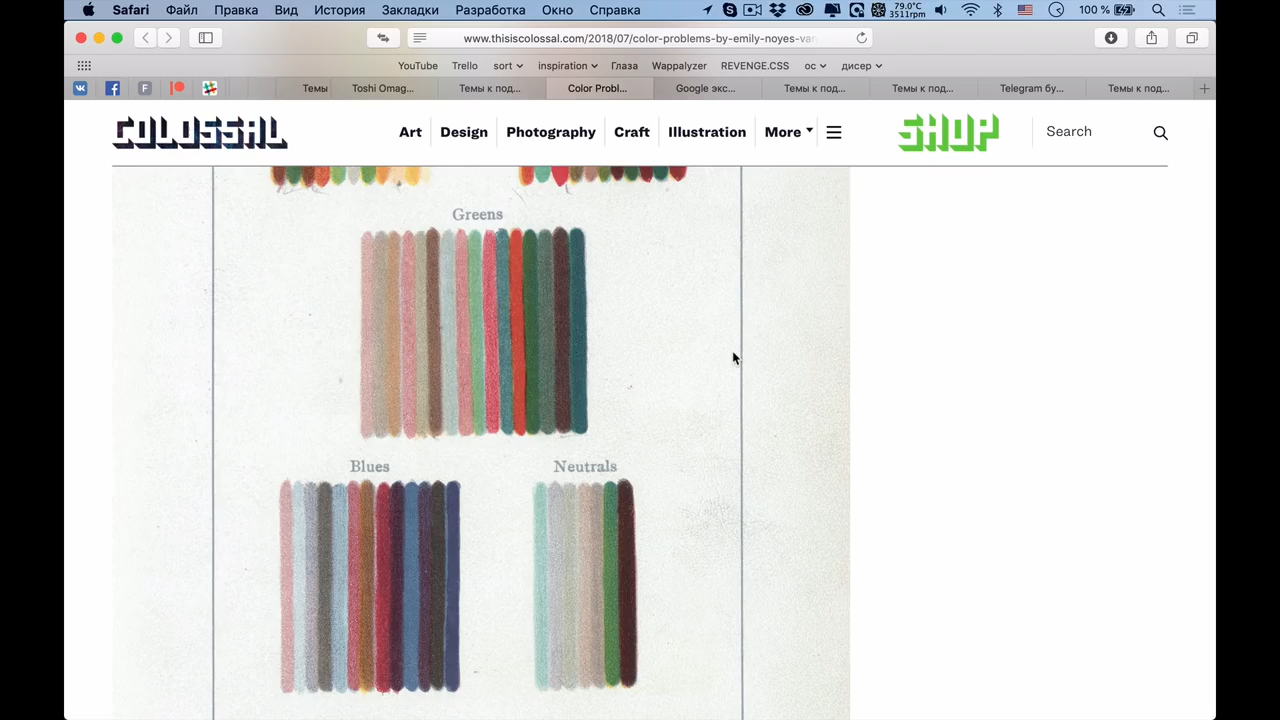 Safari Файл Правка Вид История Закладки Разработка Окно Справка 79.0°C 3511rpm 100 %
www.thisiscolossal.com/2018/07/color-problems-by-emily-noyes-van
YouTube Trello sort inspiration Глаза Wappalyzer REVENGE.CSS ос дисер
Темы Toshi Omag... Темы к под... Color Probl... Google экс... Темы к под... Темы к под... Telegram бу... Темы к под...
COLOSSAL Art Design Photography Craft Illustration More SHOP Search
Greens
Blues Neutrals